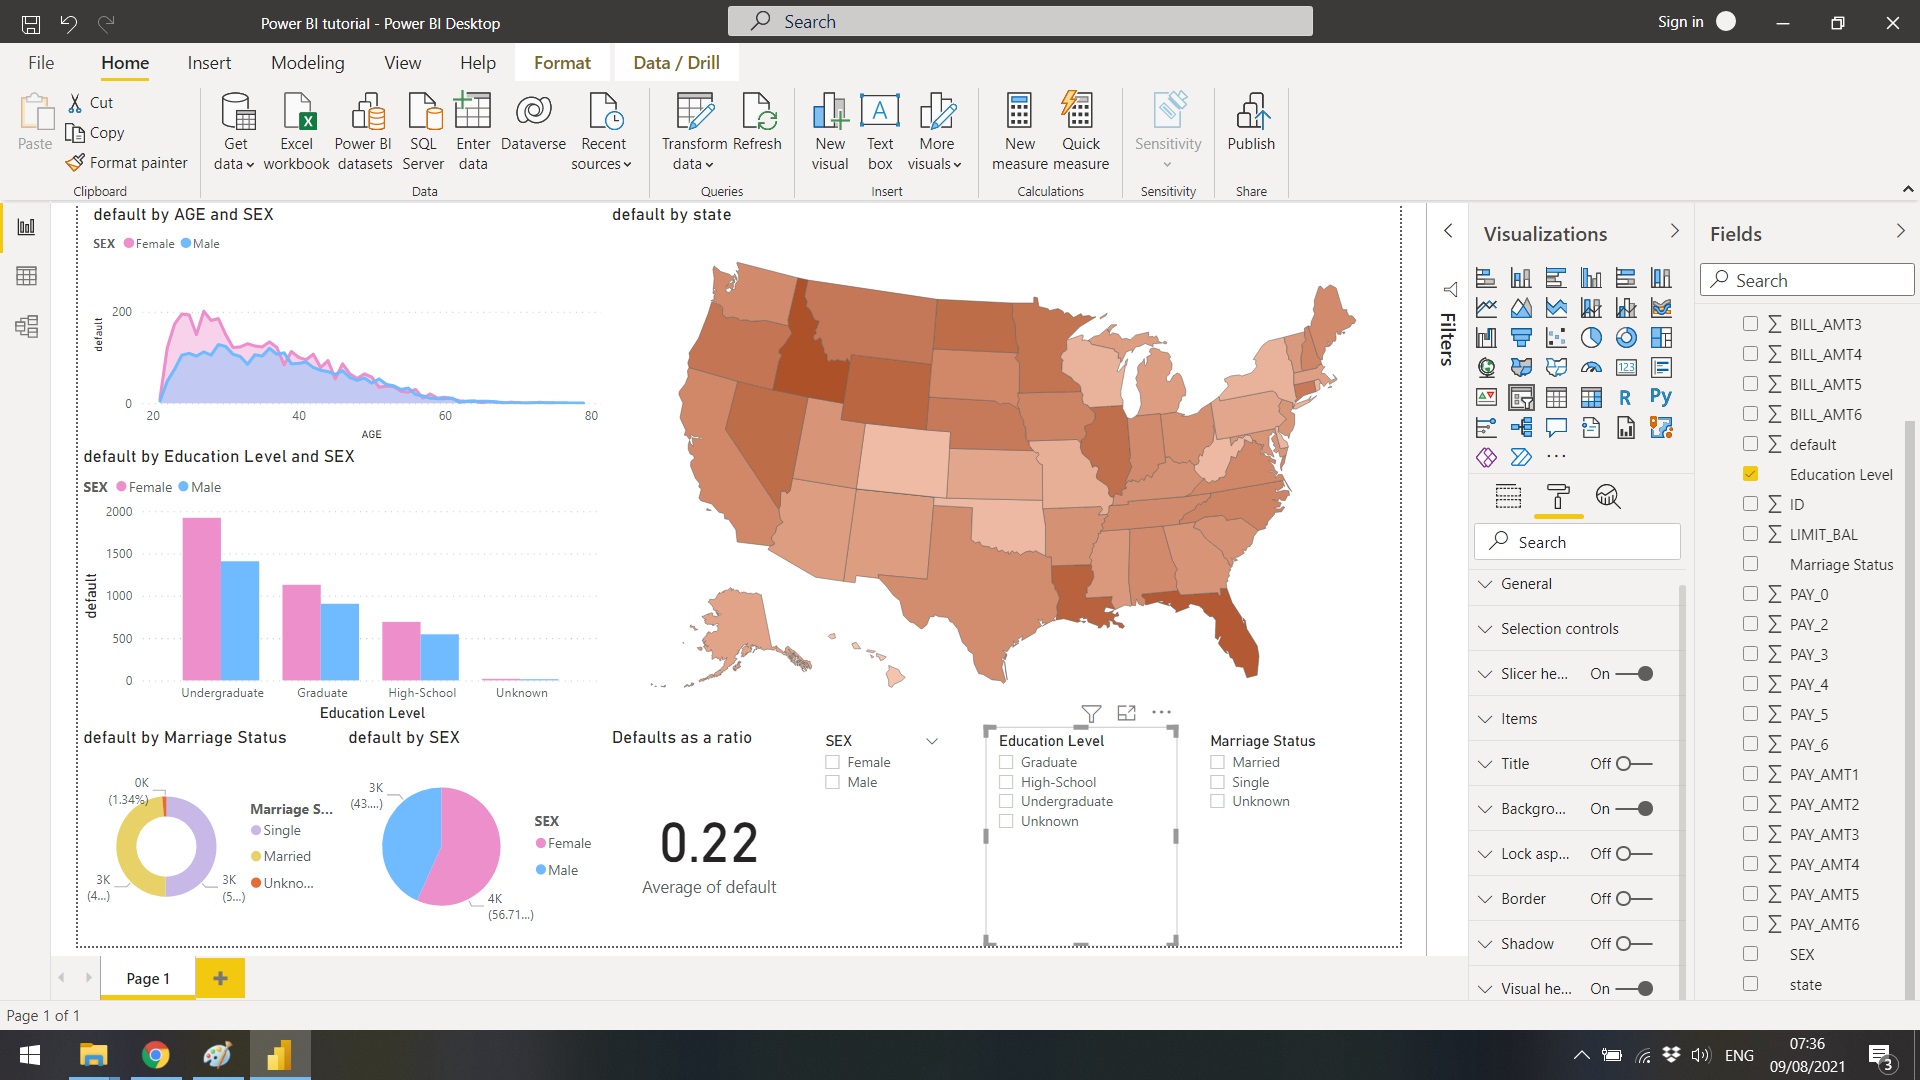 Power BI tutorial - Power BI Desktop
Search
Sign in
File Home Insert Modeling View Help Format Data / Drill
Paste
Cut
Copy
Format painter
Clipboard
Get data
Excel workbook
Power BI datasets
SQL Server
Enter data
Dataverse
Recent sources
Data
Transform data
Refresh
Queries
New visual
Text box
More visuals
Insert
New measure
Quick measure
Calculations
Sensitivity
Sensitivity
Publish
Share
default by AGE and SEX
SEX Female Male
default
200
0
20 40 60 80
AGE
default by state
default by Education Level and SEX
SEX Female Male
default
2000
1500
1000
500
0
Undergraduate Graduate High-School Unknown
Education Level
default by Marriage Status
0K
(1.34%)
3K
(4...)
3K
(5...)
Marriage S...
Single
Married
Unkno...
default by SEX
3K
(43....)
4K
(56.71...)
SEX
Female
Male
Defaults as a ratio
0.22
Average of default
SEX
Female
Male
Education Level
Graduate
High-School
Undergraduate
Unknown
Marriage Status
Married
Single
Unknown
Filters
Visualizations
123
R Py
Search
General
Selection controls
Slicer he... On
Items
Title Off
Backgro... On
Lock asp... Off
Border Off
Shadow Off
Visual he... On
Fields
Search
BILL_AMT3
BILL_AMT4
BILL_AMT5
BILL_AMT6
default
Education Level
ID
LIMIT_BAL
Marriage Status
PAY_0
PAY_2
PAY_3
PAY_4
PAY_5
PAY_6
PAY_AMT1
PAY_AMT2
PAY_AMT3
PAY_AMT4
PAY_AMT5
PAY_AMT6
SEX
state
Page 1
Page 1 of 1
ENG
07:36
09/08/2021
3